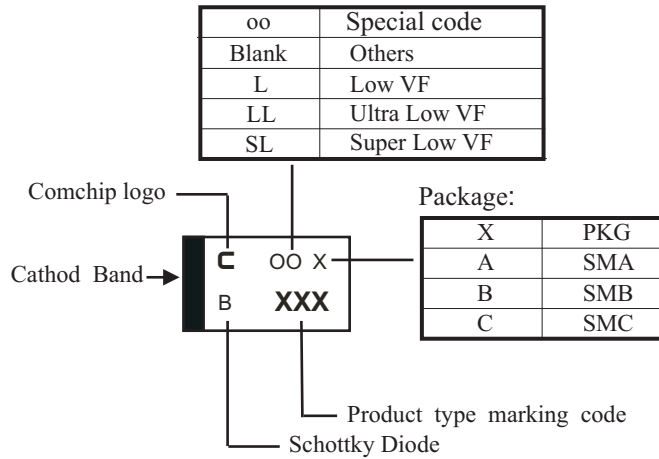 oo Special code
Blank Others
L Low VF
LL Ultra Low VF
SL Super Low VF
Comchip logo
Package:
X PKG
A SMA
B SMB
C SMC
Cathod Band
C OO X
B XXX
Product type marking code
Schottky Diode